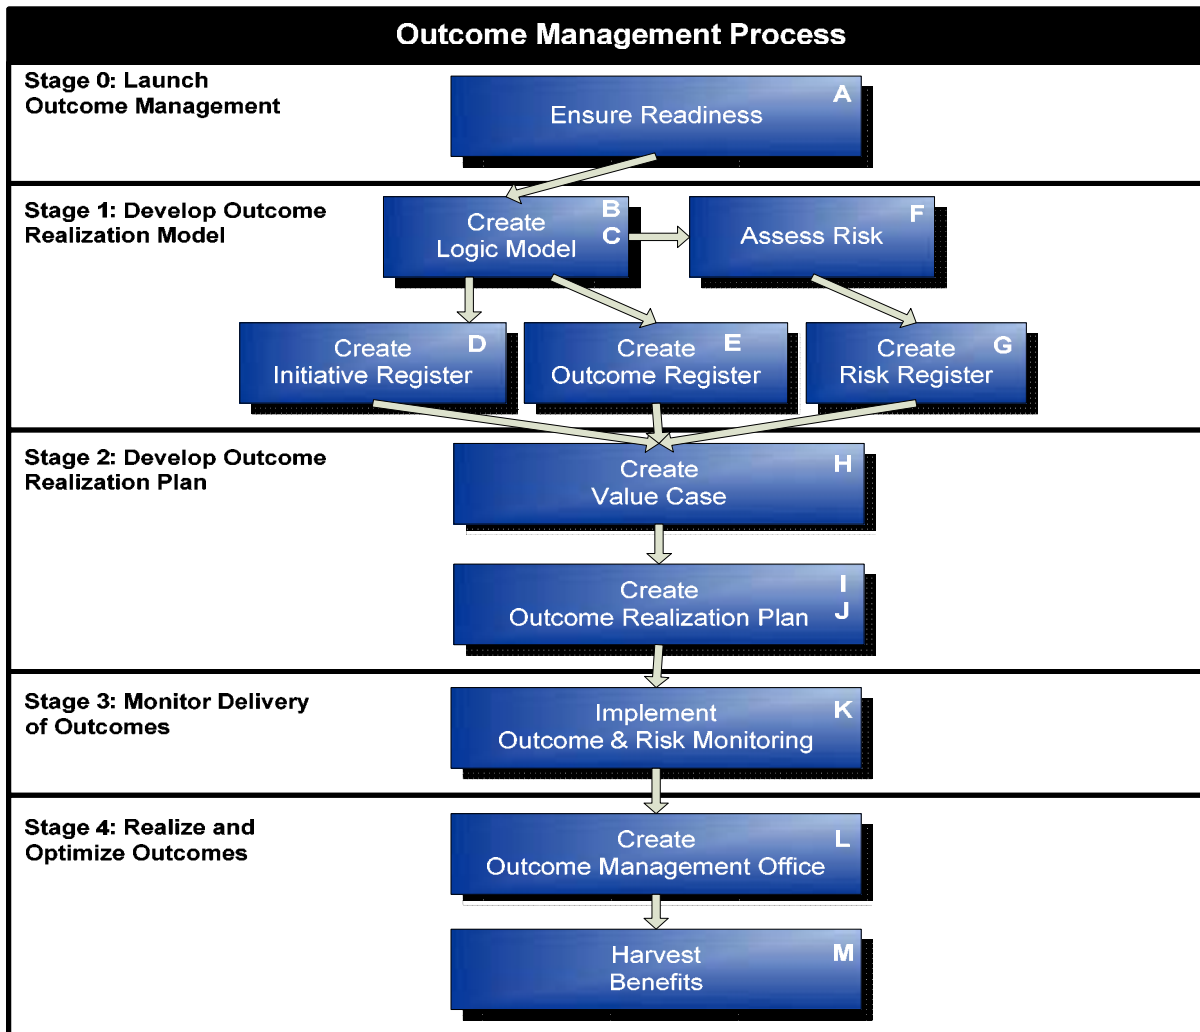 Outcome Management Process
Stage 0: Launch
Outcome Management
A
Ensure Readiness
Stage 1: Develop Outcome
Realization Model
B
C
Create
Logic Model
F
Assess Risk
D
Create
Initiative Register
E
Create
Outcome Register
G
Create
Risk Register
Stage 2: Develop Outcome
Realization Plan
H
Create
Value Case
I
J
Create
Outcome Realization Plan
Stage 3: Monitor Delivery
of Outcomes
K
Implement
Outcome & Risk Monitoring
Stage 4: Realize and
Optimize Outcomes
L
Create
Outcome Management Office
M
Harvest
Benefits